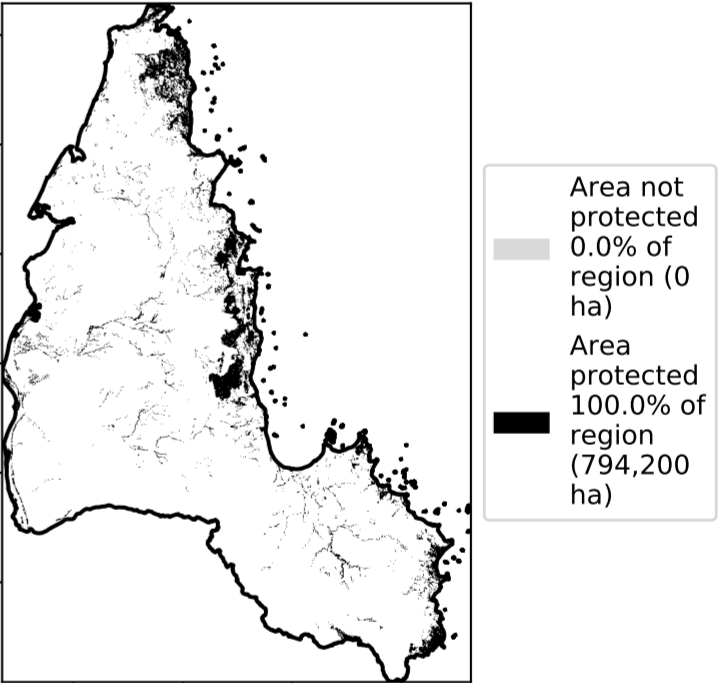 Area not
protected
0.0% of
region (0
ha)
Area
protected
100.0% of
region
(794,200
ha)